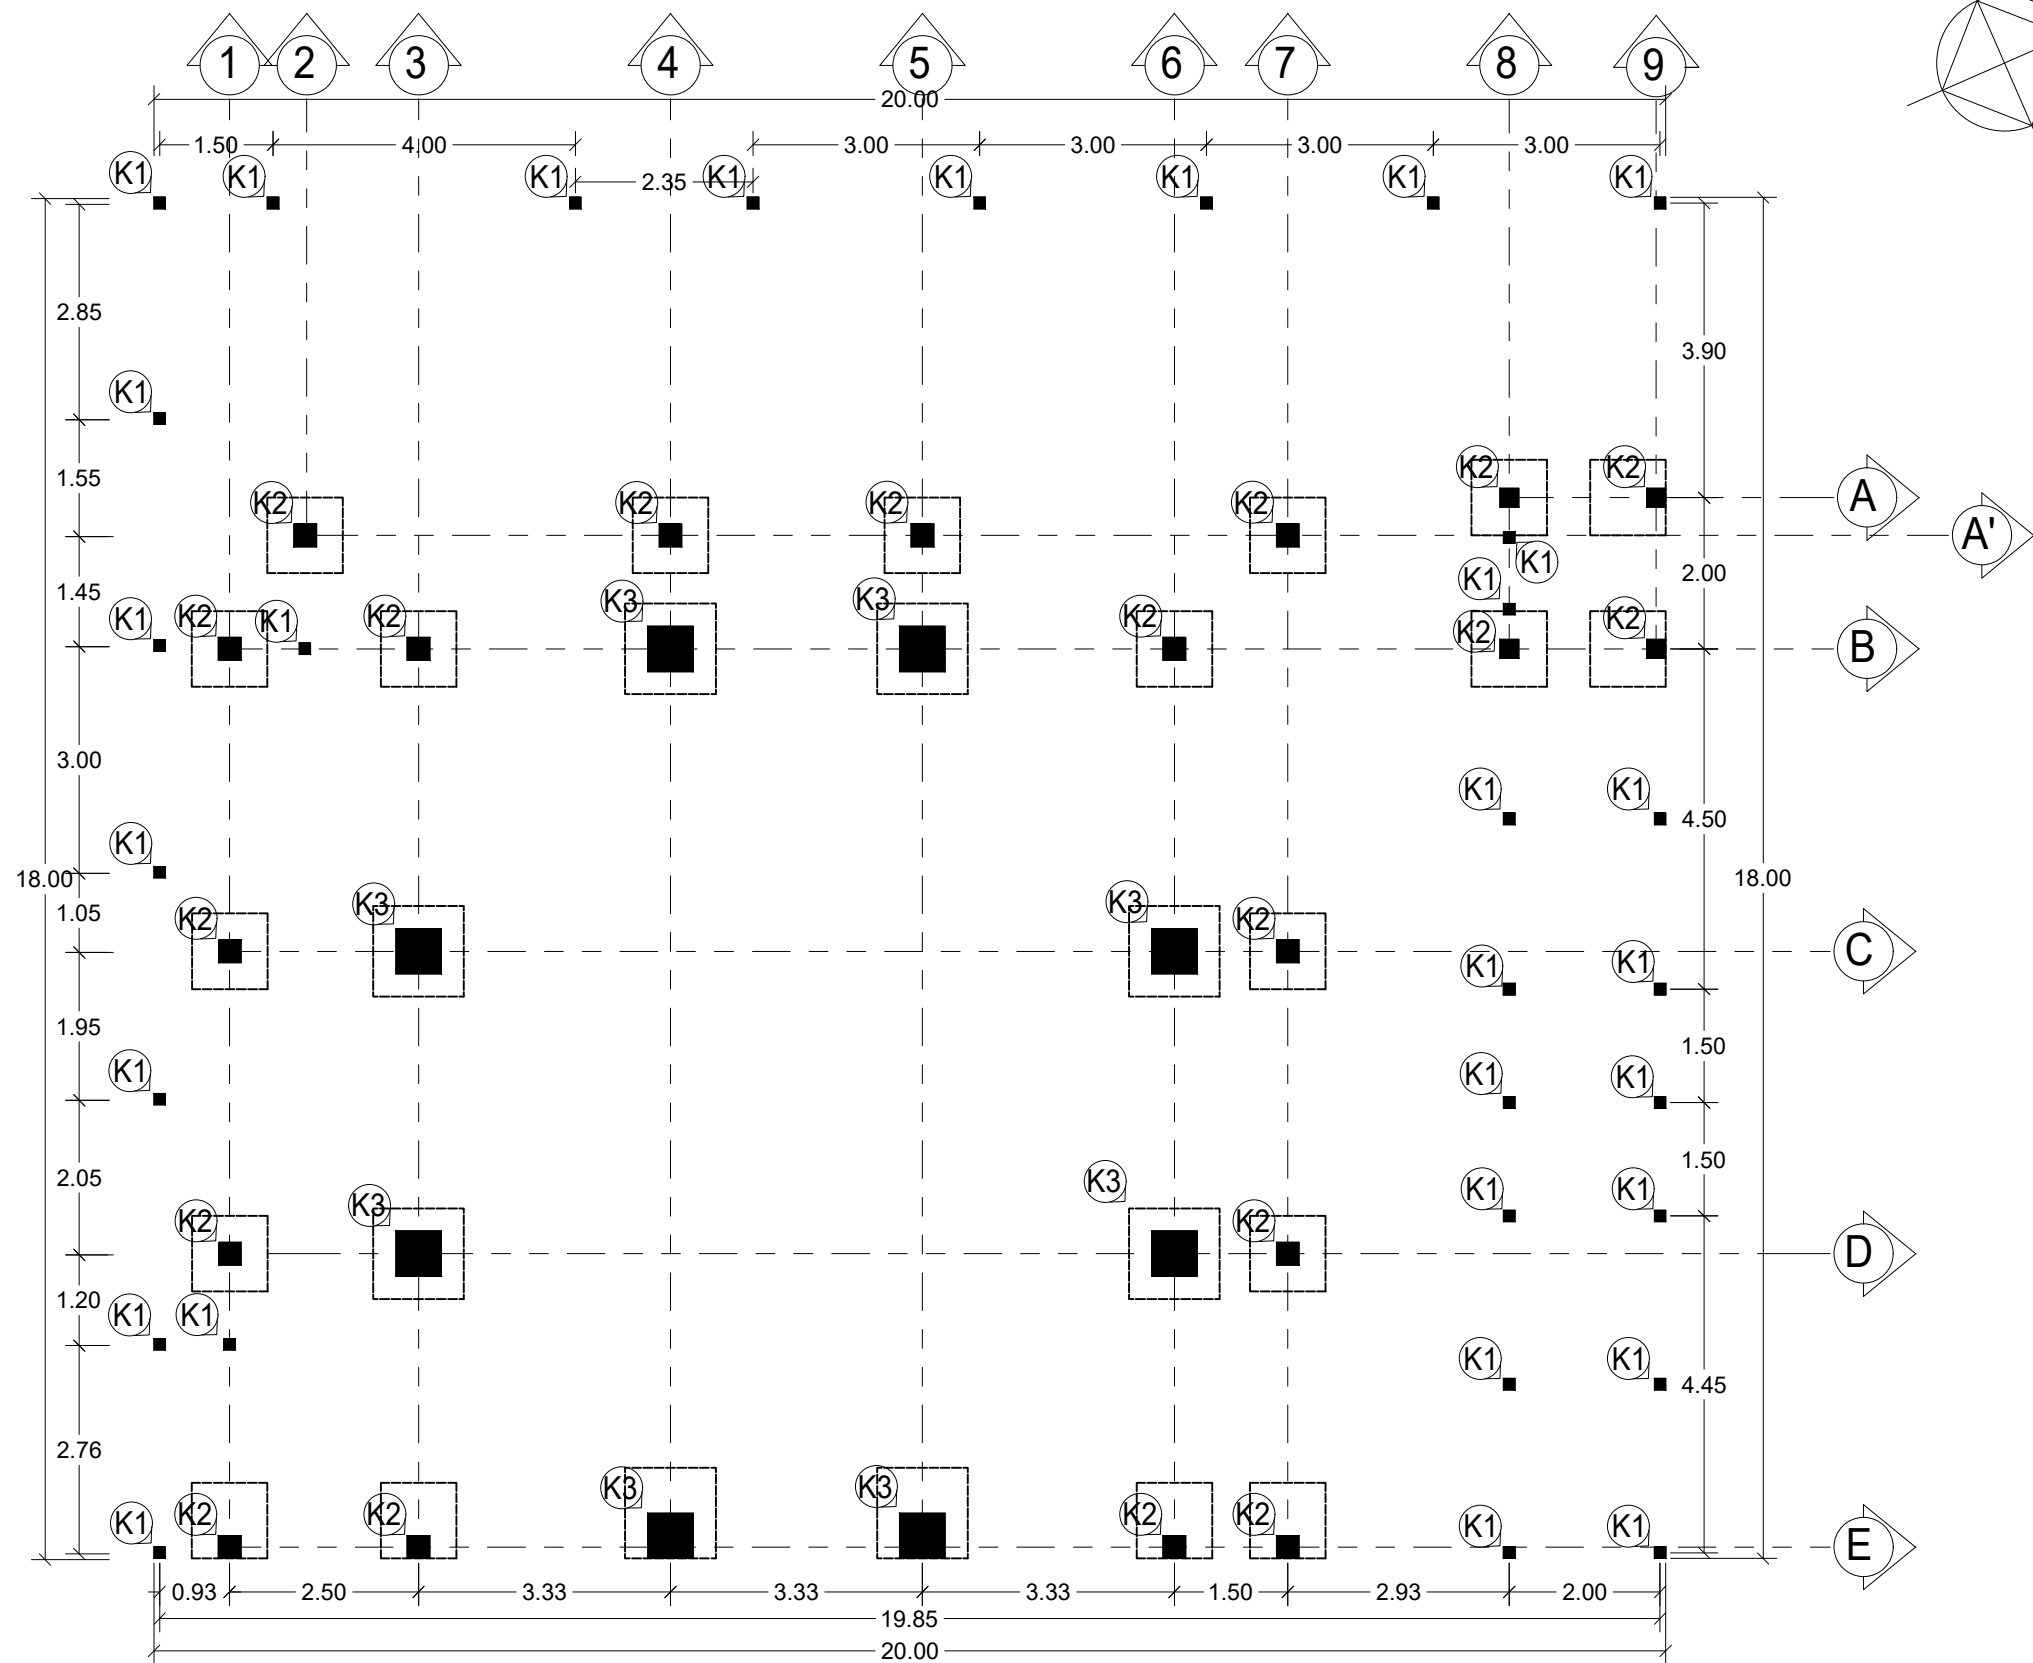 1 2 3 4 5 6 7 8 9
20.00
1.50 4.00 3.00 3.00 3.00 3.00
K1 K1 K1 2.35 K1 K1 K1 K1 K1
2.85
3.90
K1
1.55
K2 K2 K2 K2 K2 K2 A
A'
K1
2.00
1.45 K1
K1 K2 K1 K2 K3 K3 K2 K2 K2 B
3.00
K1 K1 4.50
K1
18.00 18.00
1.05 K2 K3 K3 K2
K1 K1 C
1.95
1.50
K1 K1 K1
2.05
1.50
K3
K2 K3 K2 K1 K1
D
1.20
K1 K1
K1 K1
4.45
2.76
K3 K3
K1 K2 K2 K2 K2 K1 K1 E
0.93 2.50 3.33 3.33 3.33 1.50 2.93 2.00
19.85
20.00